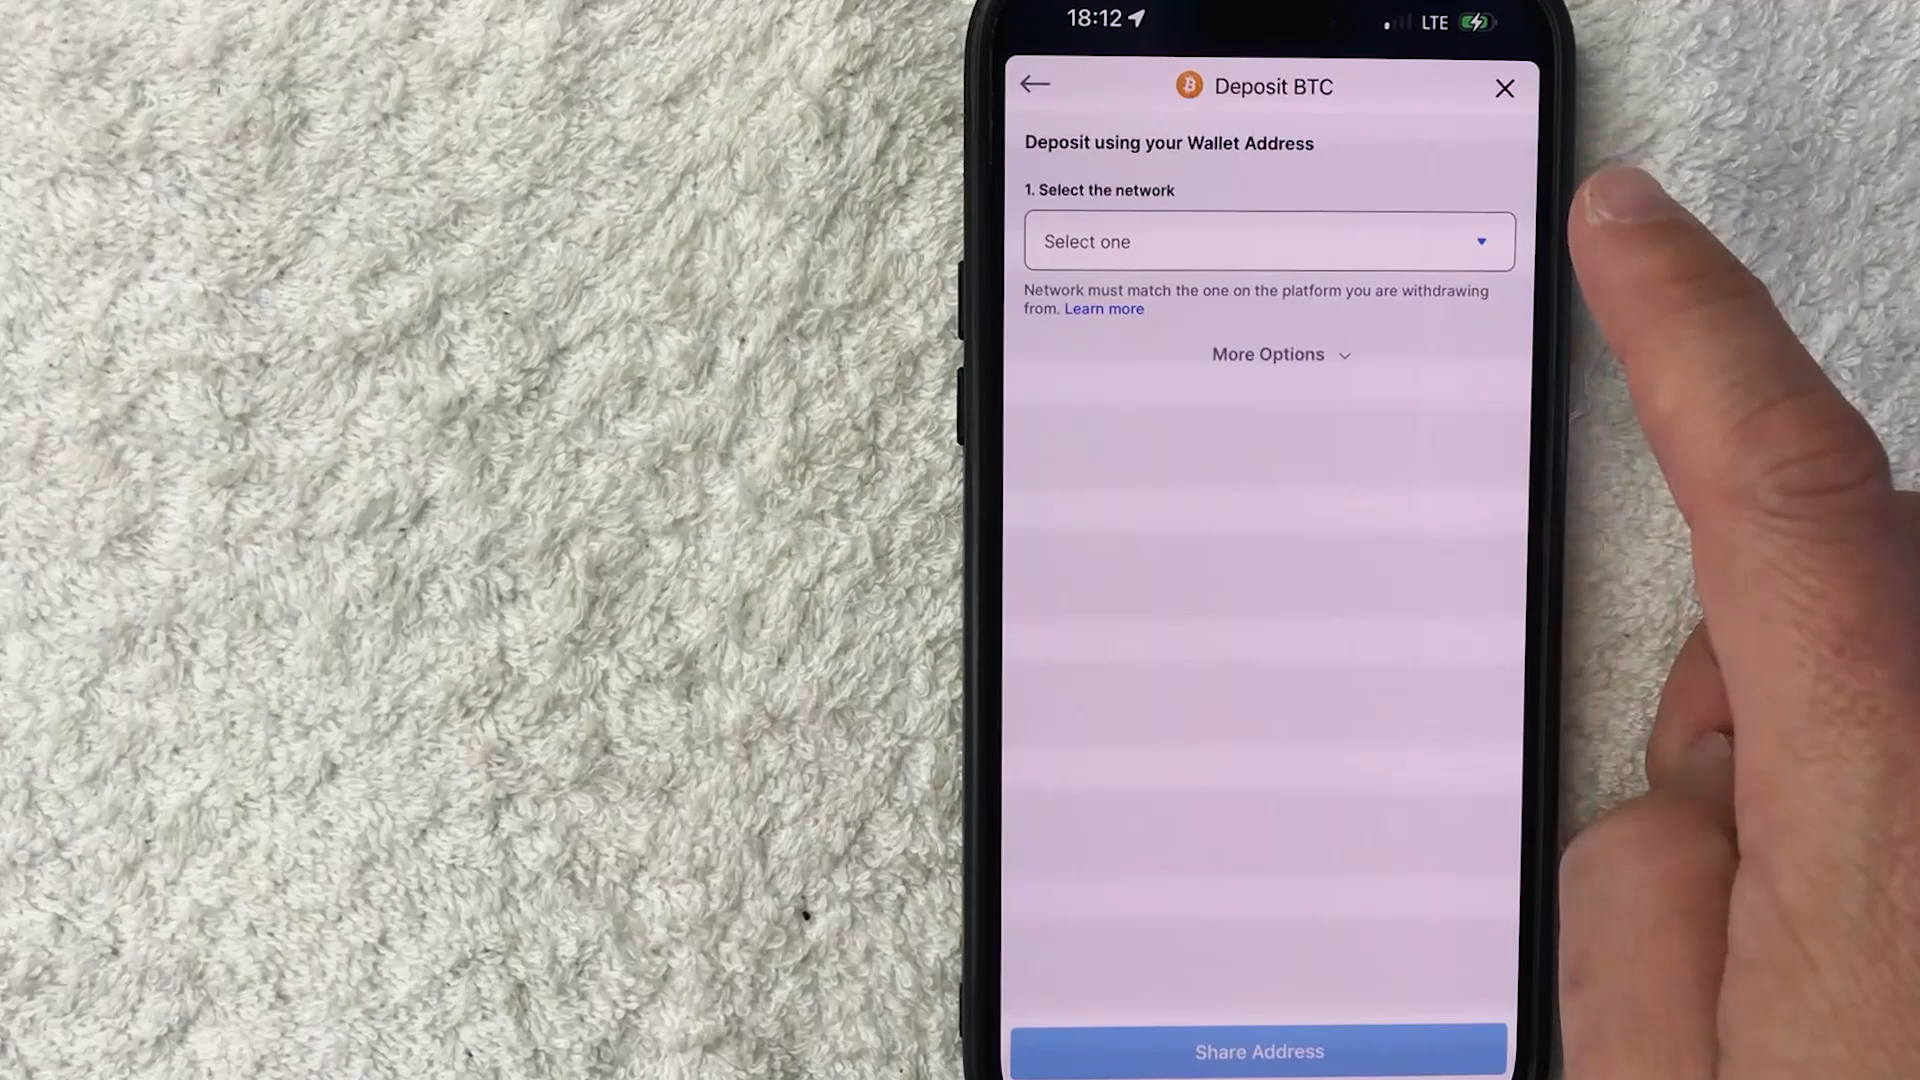 18:12
LTE
Deposit BTC
Deposit using your Wallet Address
1. Select the network
Select one
Network must match the one on the platform you are withdrawing
from. Learn more
More Options
Share Address